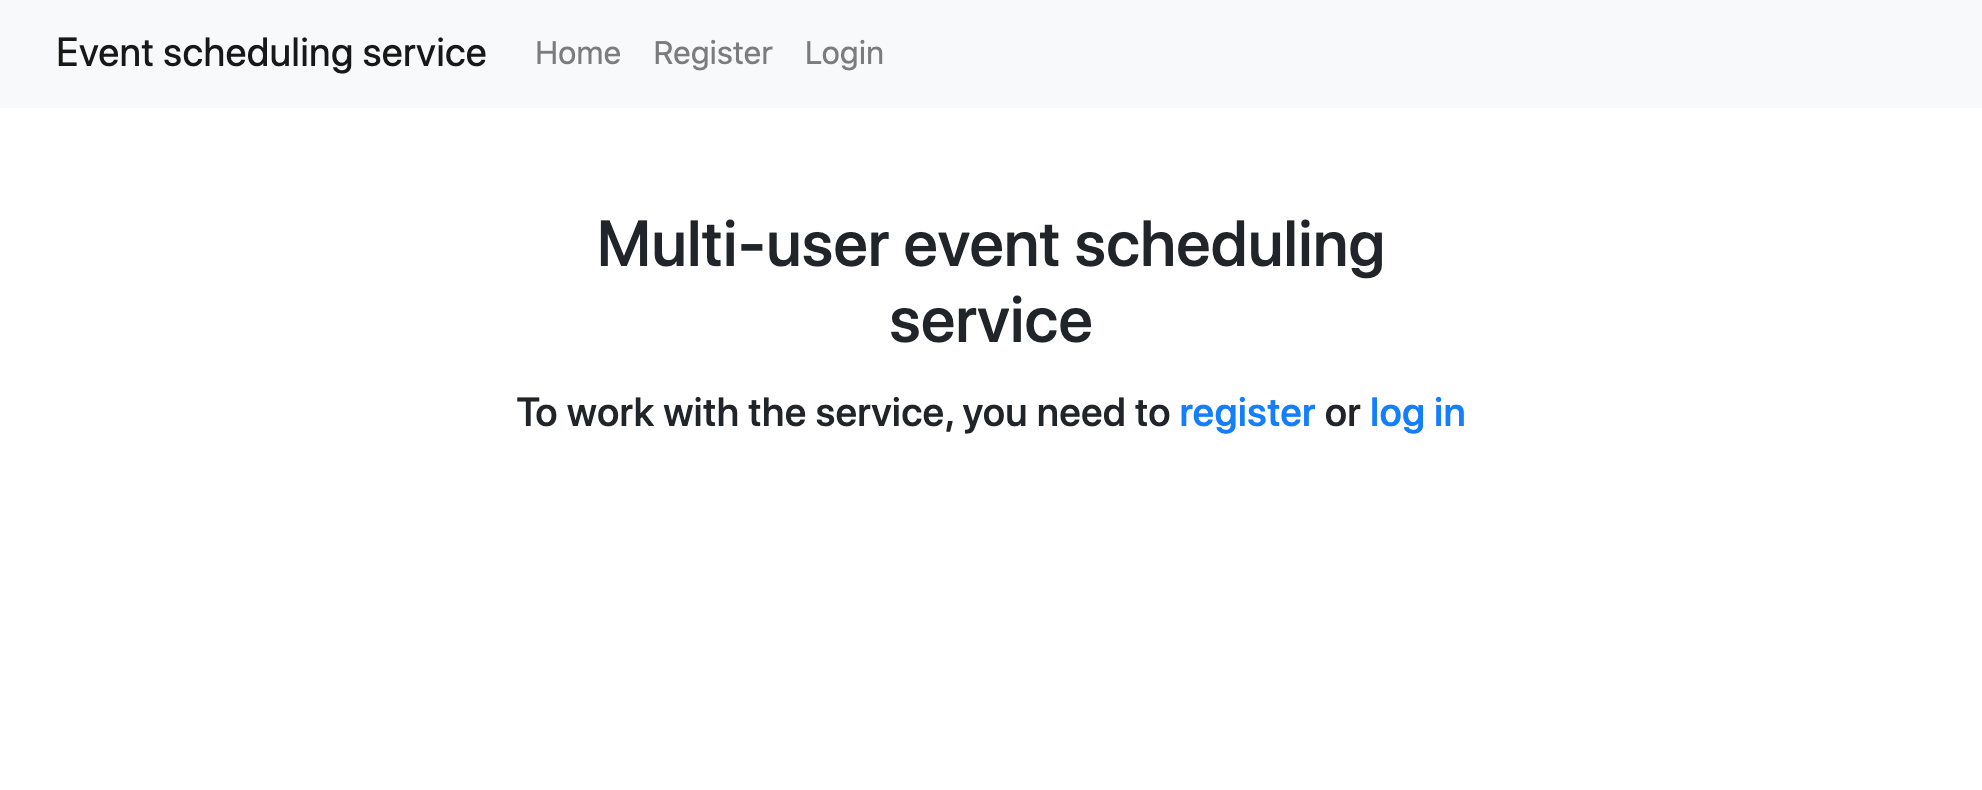 Event scheduling service Home Register Login
Multi-user event scheduling
service
To work with the service, you need to register or log in